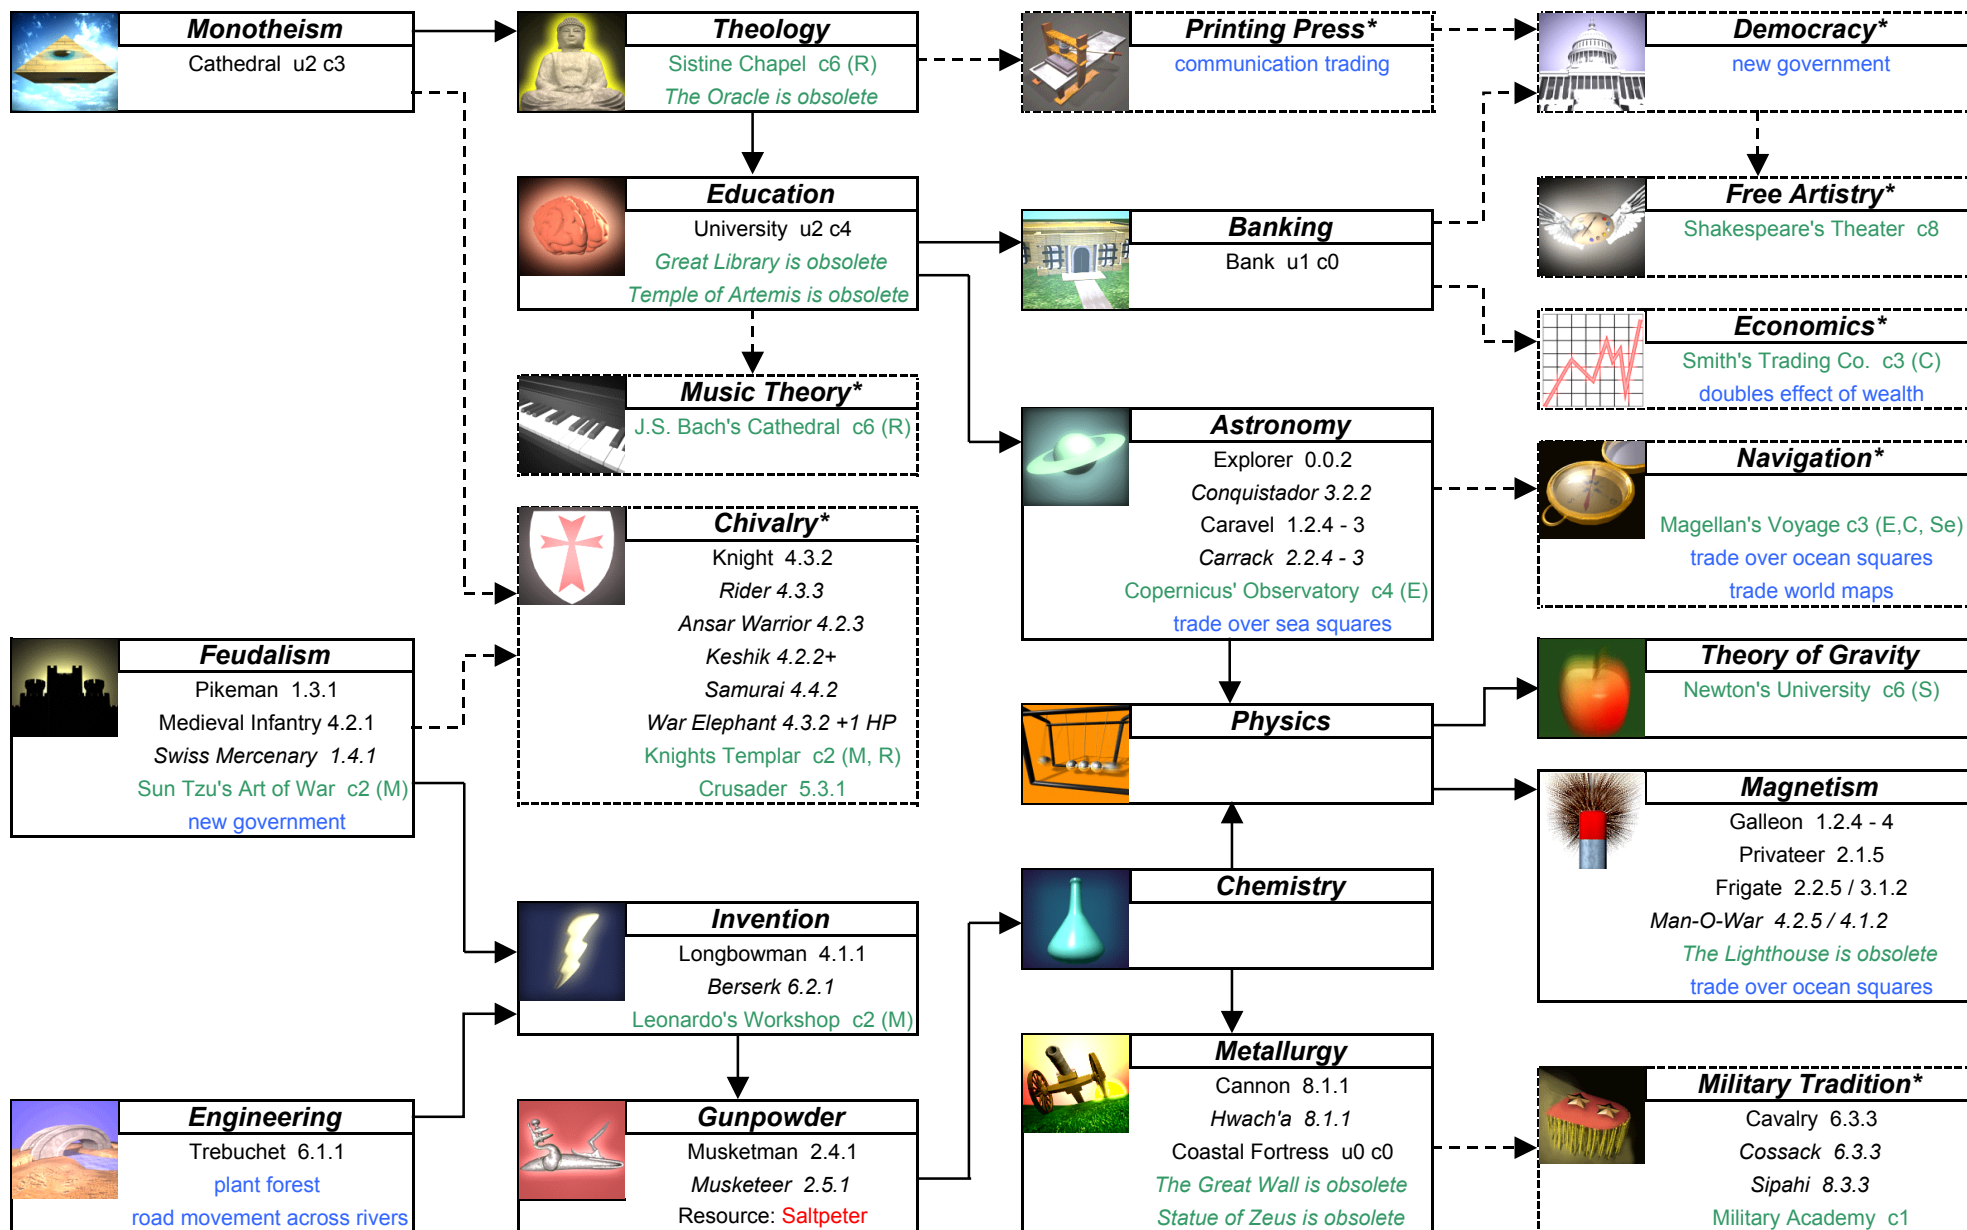 Monotheism
Cathedral  u2 c3
Theology
Sistine Chapel  c6 (R)
The Oracle is obsolete
Printing Press*
communication trading
Democracy*
new government
Education
University  u2 c4
Great Library is obsolete
Temple of Artemis is obsolete
Banking
Bank  u1 c0
Free Artistry*
Shakespeare's Theater  c8
Economics*
Smith's Trading Co.  c3 (C)
doubles effect of wealth
Music Theory*
J.S. Bach's Cathedral  c6 (R)
Astronomy
Explorer  0.0.2
Conquistador 3.2.2
Caravel  1.2.4 - 3
Carrack  2.2.4 - 3
Copernicus' Observatory  c4 (E)
trade over sea squares
Navigation*
Magellan's Voyage c3 (E,C, Se)
trade over ocean squares
trade world maps
Chivalry*
Knight  4.3.2
Rider 4.3.3
Ansar Warrior 4.2.3
Keshik 4.2.2+
Samurai 4.4.2
War Elephant 4.3.2 +1 HP
Knights Templar  c2 (M, R)
Crusader  5.3.1
Feudalism
Pikeman  1.3.1
Medieval Infantry 4.2.1
Swiss Mercenary  1.4.1
Sun Tzu's Art of War  c2 (M)
new government
Physics
Theory of Gravity
Newton's University  c6 (S)
Magnetism
Galleon  1.2.4 - 4
Privateer  2.1.5
Frigate  2.2.5 / 3.1.2
Man-O-War  4.2.5 / 4.1.2
The Lighthouse is obsolete
trade over ocean squares
Chemistry
Invention
Longbowman  4.1.1
Berserk 6.2.1
Leonardo's Workshop  c2 (M)
Engineering
Trebuchet  6.1.1
plant forest
road movement across rivers
Gunpowder
Musketman  2.4.1
Musketeer  2.5.1
Resource: Saltpeter
Metallurgy
Cannon  8.1.1
Hwach'a  8.1.1
Coastal Fortress  u0 c0
The Great Wall is obsolete
Statue of Zeus is obsolete
Military Tradition*
Cavalry  6.3.3
Cossack  6.3.3
Sipahi  8.3.3
Military Academy  c1